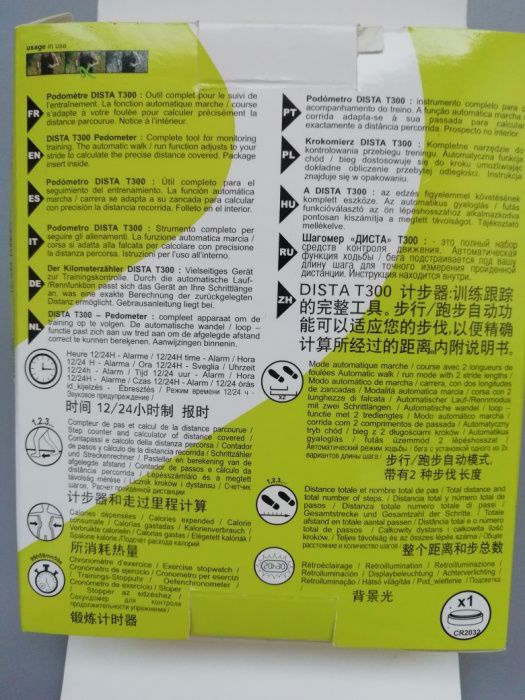 usage in use
FR
Podomètre DISTA T300 : Outil complet pour le suivi de
l'entraînement. La fonction automatique marche / course
s'adapte à votre foulée pour calculer précisément la
distance parcourue. Notice à l'intérieur.
EN
DISTA T300 Pedometer : Complete tool for monitoring
training. The automatic walk / run function adjusts to your
stride to calculate the precise distance covered. Package
insert inside.
ES
Podómetro DISTA T300 : Útil completo para el
seguimiento del entrenamiento. La función automática
marcha / carrera se adapta a su zancada para calcular
con precisión la distancia recorrida. Folleto en el interior.
IT
Podometro DISTA T300 : Strumento completo per
seguire gli allenamenti. La funzione automatica marcia /
corsa si adatta alla falcata per calcolare con precisione
la distanza percorsa. Istruzioni per l'uso all'interno.
DE
Der Kilometerzähler DISTA T300 : Vielseitiges Gerät
zur Trainingskontrolle. Durch die automatische Lauf-
/Rennfunktion passt sich das Gerät an Ihre Schrittlänge
an, was eine exakte Berechnung der zurückgelegten
Distanz ermöglicht. Gebrauchsanleitung liegt bei.
NL
DISTA T300 – Pedometer : compleet apparaat om de
training op te volgen. De automatische wandel / loop –
functie past zich aan uw tred aan om de afgelegde afstand
correct te berekenen. Aanwijzingen binnenin.
PT
Podómetro DISTA T300 : instrumento completo para
acompanhamento do treino. A função automática marcha /
corrida adapta-se à sua passada para calcular
exactamente a distância percorrida. Prospecto no interior.
PL
Krokomierz DISTA T300 : Kompletne narzędzie do
kontrolowania przebiegu treningu. Automatyczna funkcja
chód / bieg dostosowuje się do kroku umożliwiając
dokładne obliczenie przebytej odległości. Instrukcja
znajduje się w opakowaniu.
HU
A DISTA T300 : az edzés figyelemmel követésének
komplett eszköze. Az automatikus gyaloglás / futás
funkcióválasztó az ön lépéshosszához alkalmazkodva
pontosan kiszámítja a megtett távolságot. Tájékoztató
mellékelve.
RU
Шагомер «ДИСТА» T300 : - это полный набор
средств контроля движения. Автоматическая
функция ходьбы / бега подстраивается под вашу
длину шага для точного измерения пройденной
дистанции. Инструкция находится внутри.
ZH
DISTA T300 计步器:训练跟踪
的完整工具。步行/跑步自动功
能可以适应您的步伐,以便精确
计算所经过的距离。内附说明书。
Heure 12/24H - Alarme / 12/24H time - Alarm / Hora
12/24 H - Alarma / Ora 12/24H - Sveglia / Uhrzeit
12/24h - Alarm / Tijd 12/24 uur - Alarm / Hora
12/24H - Alarme / Czas 12/24H - Alarm / 12/24 órás
id_kijelzés - Ébresztés / Режим времени 12/24 ч -
Звуковое предупреждение /
时间 12/24小时制 报时
1,2,3...
Compteur de pas et calcul de la distance parcourue /
Step counter and calculator of distance covered /
Contapasos y cálculo de la distancia recorrida / Contador
de pasos y cálculo de la distancia recorrida / Schrittzähler
und Streckenrechner / Pasteller en berekening van de
afgelegde afstand / Contador de passos e cálculo da
distância percorrida / Lépésszámláló és a megtett
távolság mérése / Licznik kroków / dystansu / Счетчик
шагов. Расчет пройденной дистанции
计步器和走过里程计算
Calories dépensées / Calories expended / Calorie
consumate / Calorías gastadas / Kalorienverbrauch /
Verbruikte calorieën / Calorias gastas / Elégetett kalóriák /
Spalone kalorie / Расчет расхода калорий
所消耗热量
Chronomètre d'exercice / Exercise stopwatch /
Cronómetro de ejercicio / Cronometro per esercizi
/ Trainings-Stoppuhr / Oefenchronometer /
Cronómetro de exercício / Stoper
/ Stopper az edzéshez /
Секундомер для контроля
продолжительности упражнения /
锻炼计时器
x2
Mode automatique marche / course avec 2 longueurs de
foulées Automatic walk / run mode with 2 stride lengths /
Modo automático de marcha / carrera, con dos longitudes
de zancadas / Modalità automatica marcia / corsa con 2
lunghezze di falcata / Automatischer Lauf-/Rennmodus
mit zwei Schrittlängen. / Automatische wandel / loop –
functie met 2 tredlengtes / Modo automático marcha /
corrida com 2 comprimentos de passadas / Automatyczny
tryb chód / bieg z 2 długościami kroków / Automatikus
gyaloglás / futás üzemmód 2 lépéshosszal /
Автоматический режим ходьбы / бега с установкой одного из 2х
вариантов длины шага /
步行/跑步自动模式.
带有2 种步伐长度
1,2,3...
Distance totale et nombre total de pas / Total distance and
total number of steps. / Distancia total y número total de
pasos / Distanza totale numero totale di passi /
Gesamtstrecke und Gesamtzahl der Schritte / Totale
afstand en totale aantal passen / Distância total e o número
total de passos / Całkowity dystans i całkowita ilość
kroków. / Teljes távolság és az összes lépés száma / Общее
расстояние и количество шагов
整个距离和步总数
20h30
Rétroéclairage / Retroillumination / Retroiluminazione
Retroilluminação / Displaybeleuchtung / Achterverlichting /
Retroiluminação / Hátsó világítás / Pod_wietlenie / Подсветка
背景光
x1
CR2032